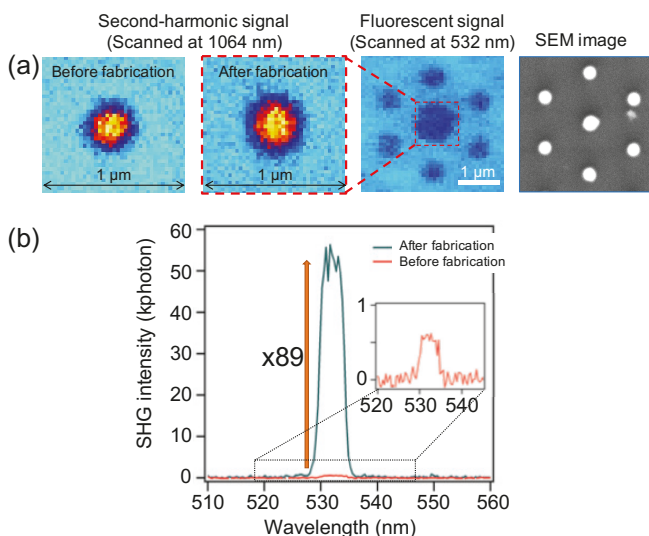 Second-harmonic signal
(Scanned at 1064 nm)
Fluorescent signal
(Scanned at 532 nm)
SEM image
(a)
Before fabrication
After fabrication
1 µm
1 µm
1 µm
(b)
SHG intensity (kphoton)
60
50
40
30
20
10
0
x89
After fabrication
Before fabrication
1
0
520 530 540
510 520 530 540 550 560
Wavelength (nm)